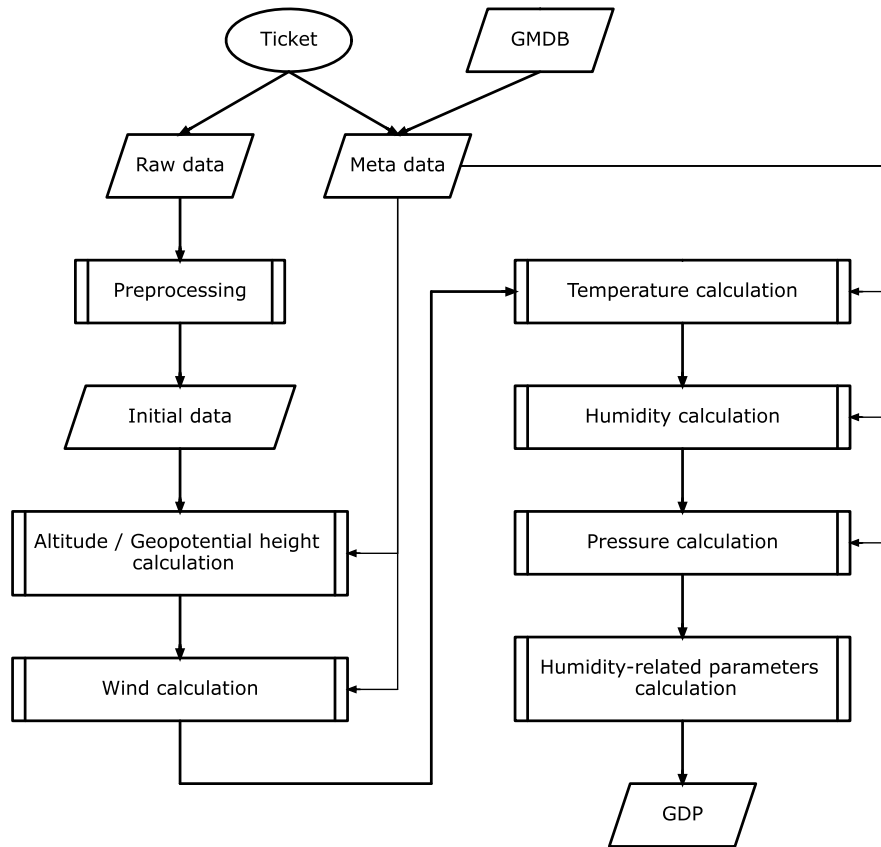 Ticket
GMDB
Raw data
Meta data
Preprocessing
Initial data
Altitude / Geopotential height
calculation
Wind calculation
Temperature calculation
Humidity calculation
Pressure calculation
Humidity-related parameters
calculation
GDP